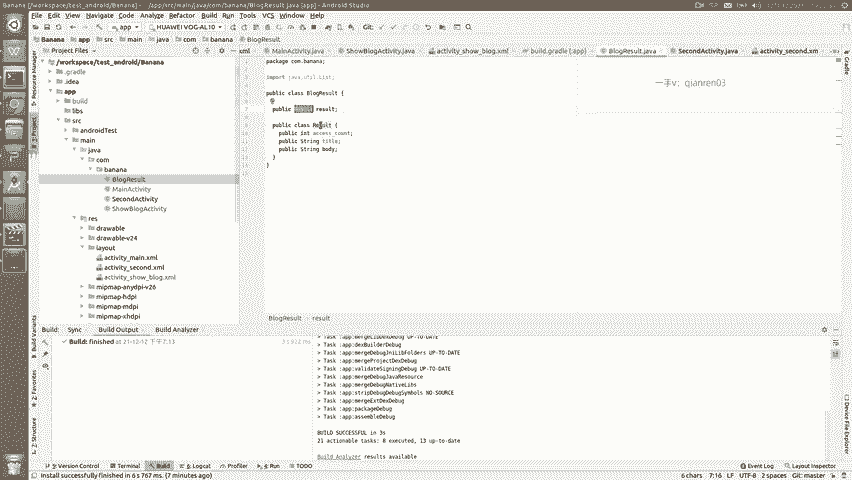 Banana
/app/src/main/java/com/banana/BlogResult.java [app] - Android Studio
File Edit View Navigate Code Analyze Refactor Build Run Tools VCS Window Help
app HUAWEI VOG-AL10 Git:
Banana app src main java com banana BlogResult
Project Files
xml MainActivity.java ShowBlogActivity.java activity_show_blog.xml build.gradle (:app) BlogResult.java SecondActivity.java activity_second.xm
/workspace/test_android/Banana
.gradle
.idea
app
build
libs
src
androidTest
main
java
com
banana
BlogResult
MainActivity
SecondActivity
ShowBlogActivity
res
drawable
drawable-v24
layout
activity_main.xml
activity_second.xml
activity_show_blog.xml
mipmap-anydpi-v26
mipmap-hdpi
mipmap-mdpi
mipmap-xhdpi
package com.banana;
import java.util.List;
public class BlogResult {
public result;
public class Result {
public int access_count;
public String title;
public String body;
}
}
一手v：qianren03
BlogResult result
Build: Sync Build Output Build Analyzer
Build: finished at 21-12-12 下午7:13
> Task :app:mergeLibDexDebug UP-TO-DATE
> Task :app:dexBuilderDebug
> Task :app:mergeDebugJniLibFolders UP-TO-DATE
> Task :app:mergeProjectDexDebug
> Task :app:validateSigningDebug UP-TO-DATE
> Task :app:mergeDebugJavaResource
> Task :app:mergeDebugNativeLibs
> Task :app:stripDebugDebugSymbols NO-SOURCE
> Task :app:mergeExtDexDebug
> Task :app:packageDebug
> Task :app:assembleDebug
BUILD SUCCESSFUL in 3s
21 actionable tasks: 8 executed, 13 up-to-date
Build Analyzer results available
9: Version Control Terminal Build 6: Logcat Profiler 4: Run TODO Event Log Layout Inspector
Install successfully finished in 6 s 767 ms. (7 minutes ago) 6 chars 7:16 LF UTF-8 2 spaces Git: master
Resource Manager
1: Project
Build Variants
2: Favorites
Z: Structure
Gradle
Device File Explorer